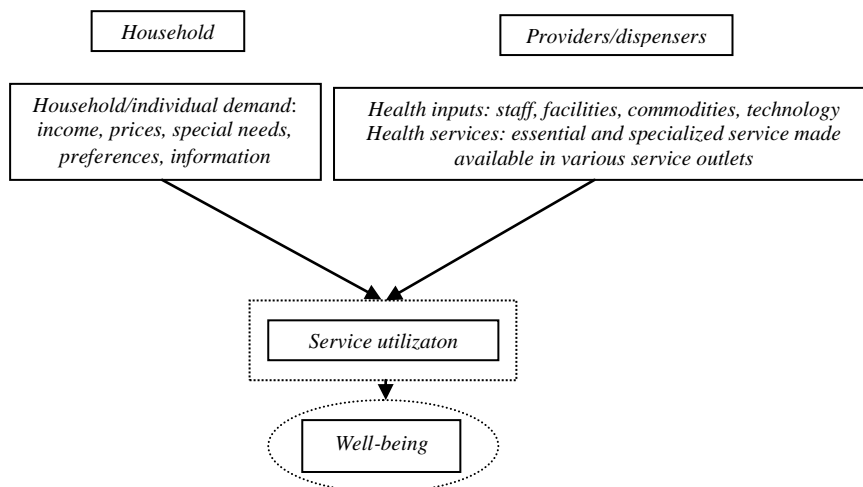 Household
Providers/dispensers
Household/individual demand:
income, prices, special needs,
preferences, information
Health inputs: staff, facilities, commodities, technology
Health services: essential and specialized service made
available in various service outlets
Service utilizaton
Well-being